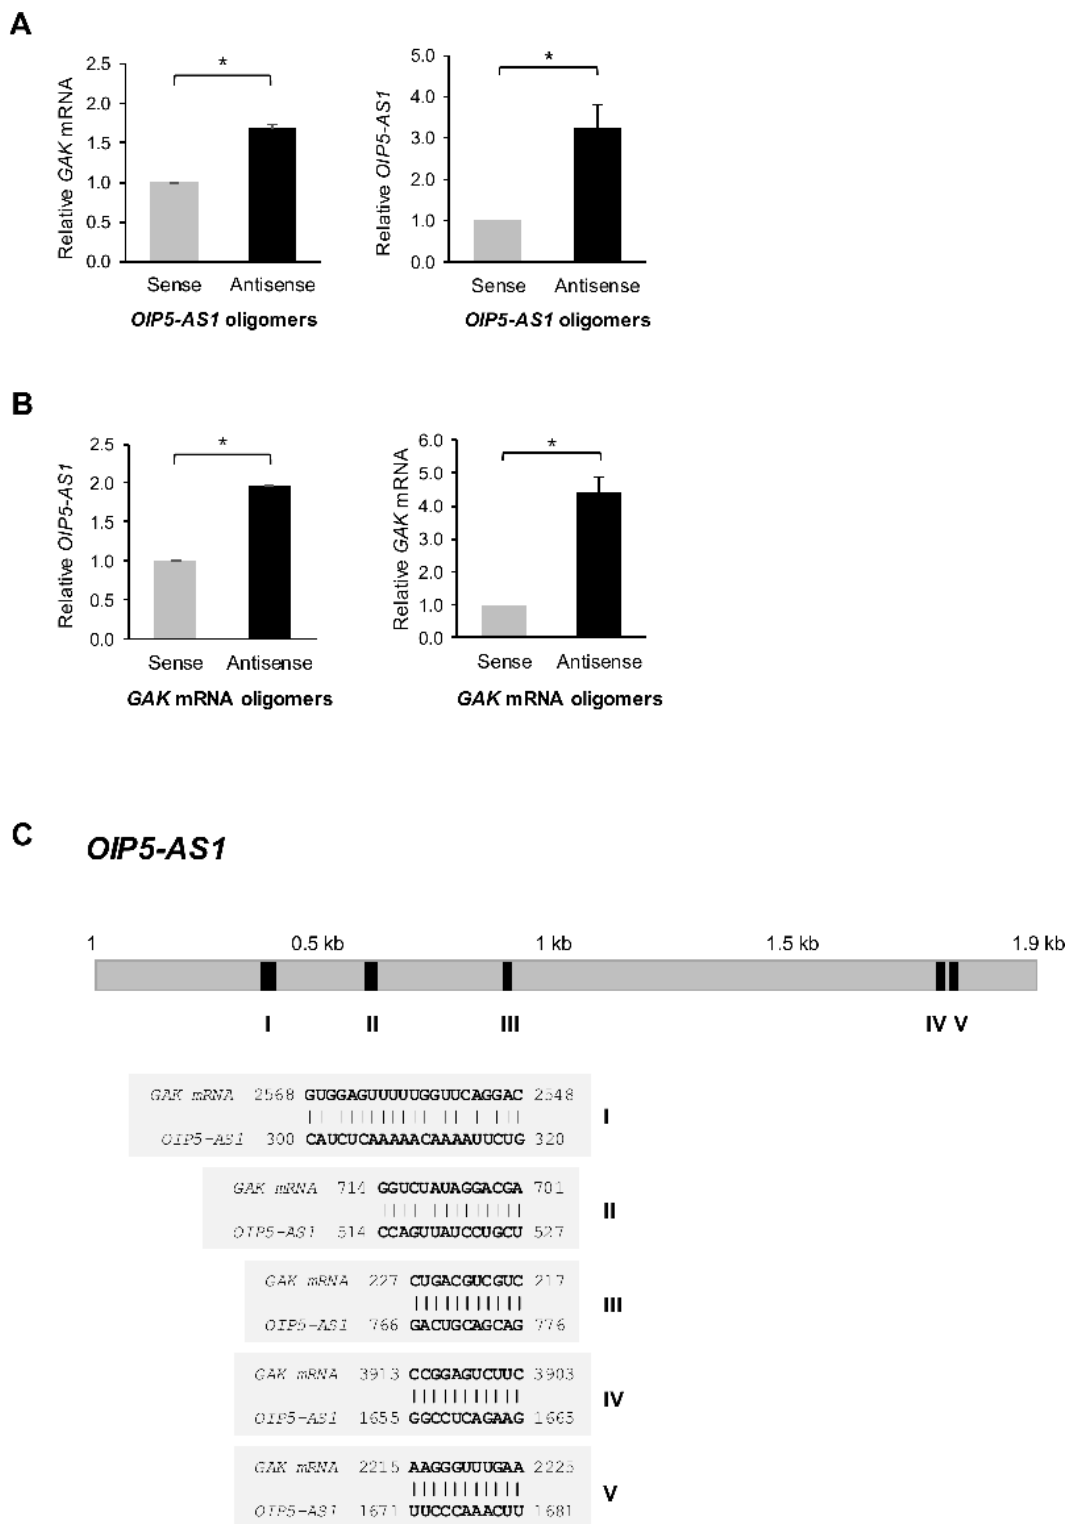 A
2.5
2.0
1.5
1.0
0.5
0.0
Relative GAK mRNA
*
Sense Antisense
OIP5-AS1 oligomers
5.0
4.0
3.0
2.0
1.0
0.0
Relative OIP5-AS1
*
Sense Antisense
OIP5-AS1 oligomers
B
2.5
2.0
1.5
1.0
0.5
0.0
Relative OIP5-AS1
*
Sense Antisense
GAK mRNA oligomers
6.0
5.0
4.0
3.0
2.0
1.0
0.0
Relative GAK mRNA
*
Sense Antisense
GAK mRNA oligomers
C
OIP5-AS1
1 0.5 kb 1 kb 1.5 kb 1.9 kb
I II III IV V
GAK mRNA 2568 GUGGAGUUUUUGGUUCAGGAC 2548
OIP5-AS1 300 CAUCUCAAAAACAAAAUUCUG 320
I
GAK mRNA 714 GGUCUAUAGGACGA 701
OIP5-AS1 514 CCAGUUAUCCUGCU 527
II
GAK mRNA 227 CUGACGUCGUC 217
OIP5-AS1 766 GACUGCAGCAG 776
III
GAK mRNA 3913 CCGGAGUCUUC 3903
OIP5-AS1 1655 GGCCUCAGAAG 1665
IV
GAK mRNA 2215 AAGGGUUUGAA 2225
OIP5-AS1 1671 UUCCCAAACUU 1681
V